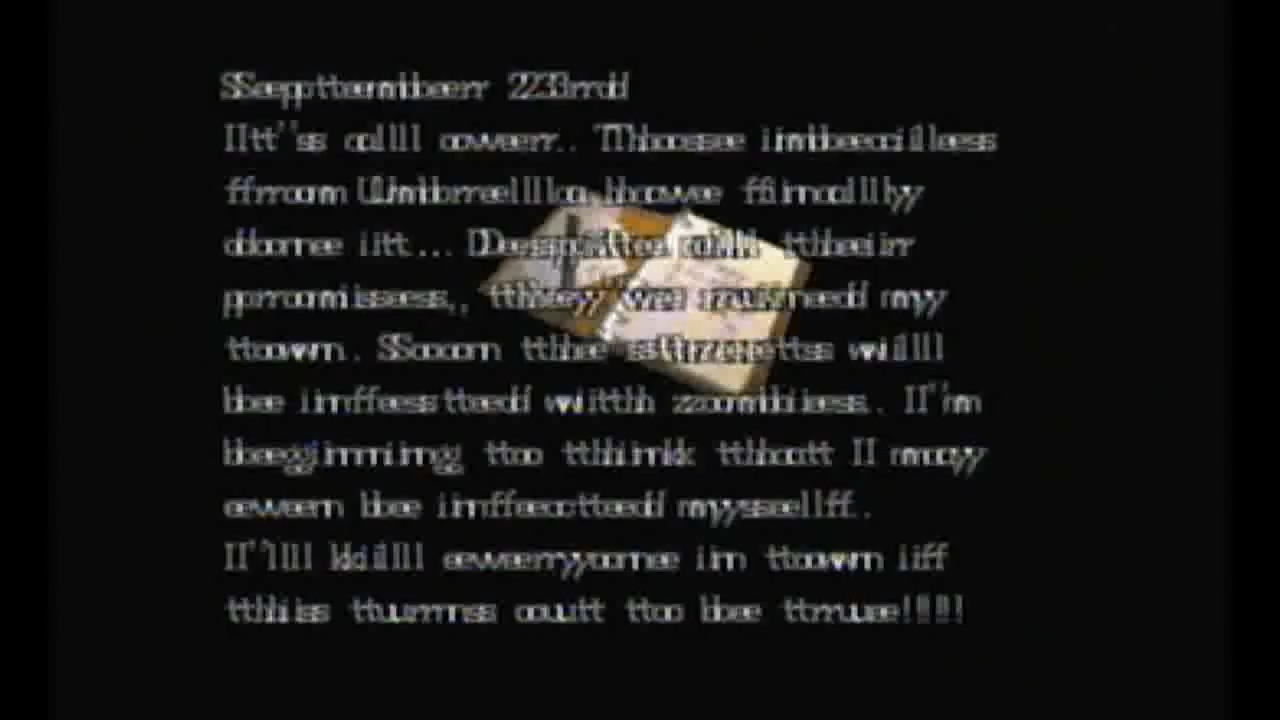 September 23rd
It's all over. Those imbeciles
from Umbrella have finally
done it... Despite all their
promises, they've ruined my
town. Soon the streets will
be infested with zombies. I'm
beginning to think that I may
even be infected myself.
I'll kill everyone in town if
this turns out to be true!!!